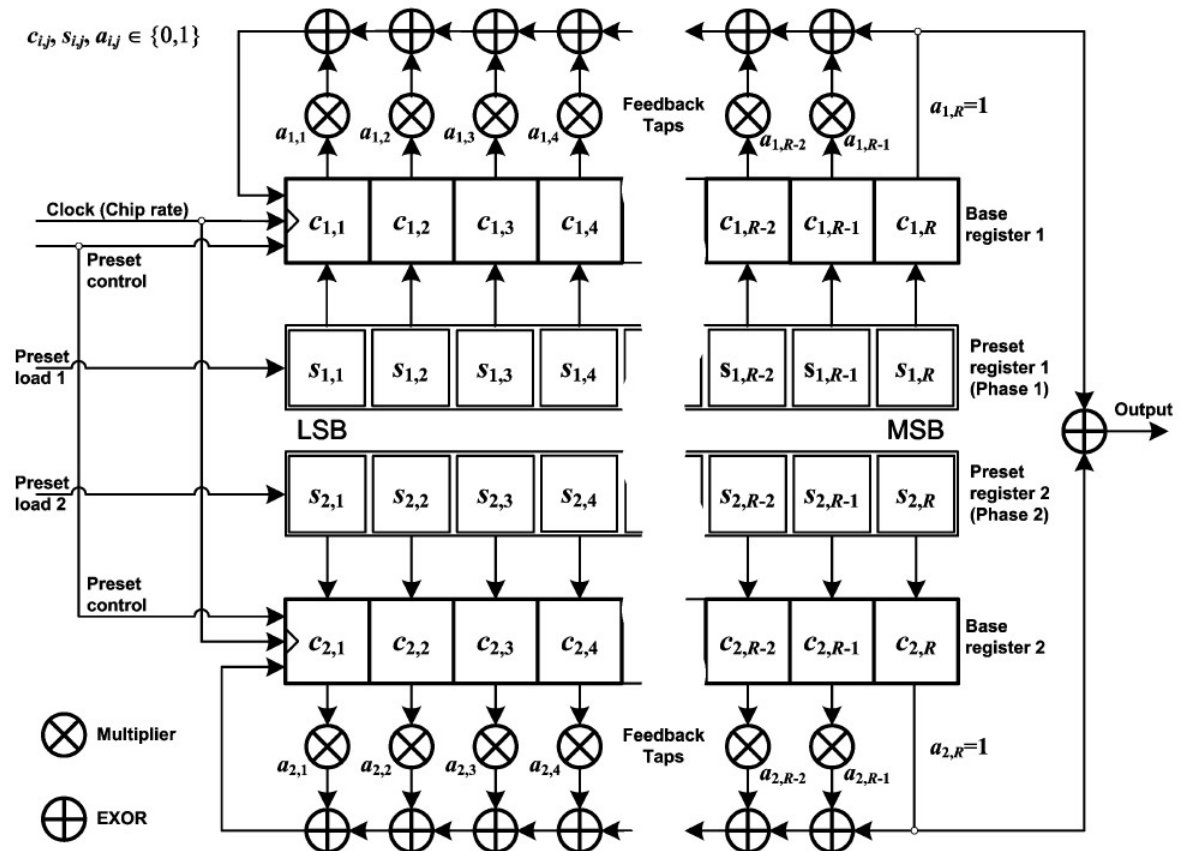 c_{i,j}, s_{i,j}, a_{i,j} ∈ {0,1}
a_{1,1} a_{1,2} a_{1,3} a_{1,4} Feedback Taps a_{1,R-2} a_{1,R-1} a_{1,R}=1
Clock (Chip rate)
c_{1,1} c_{1,2} c_{1,3} c_{1,4} c_{1,R-2} c_{1,R-1} c_{1,R}
Base
register 1
Preset
control
Preset
load 1
s_{1,1} s_{1,2} s_{1,3} s_{1,4} s_{1,R-2} s_{1,R-1} s_{1,R}
Preset
register 1
(Phase 1)
LSB MSB
Output
Preset
load 2
s_{2,1} s_{2,2} s_{2,3} s_{2,4} s_{2,R-2} s_{2,R-1} s_{2,R}
Preset
register 2
(Phase 2)
Preset
control
c_{2,1} c_{2,2} c_{2,3} c_{2,4} c_{2,R-2} c_{2,R-1} c_{2,R}
Base
register 2
Multiplier
a_{2,1} a_{2,2} a_{2,3} a_{2,4} Feedback Taps a_{2,R-2} a_{2,R-1} a_{2,R}=1
EXOR